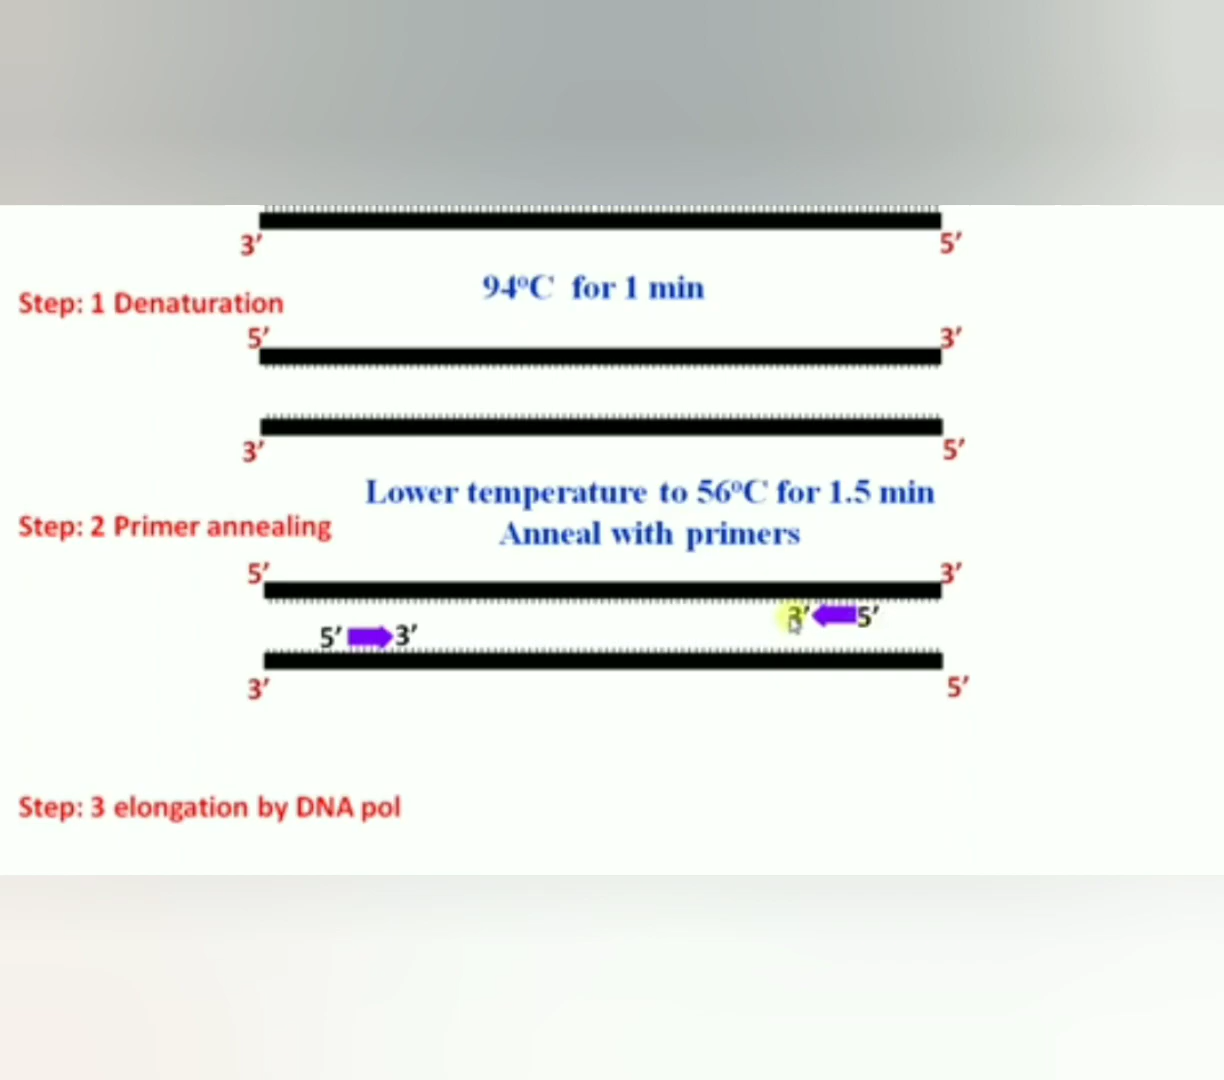 3′ 5′
94°C for 1 min
Step: 1 Denaturation
5′ 3′
3′ 5′
Lower temperature to 56°C for 1.5 min
Step: 2 Primer annealing
Anneal with primers
5′ 3′
3′ 5′
5′ 3′
3′ 5′
Step: 3 elongation by DNA pol